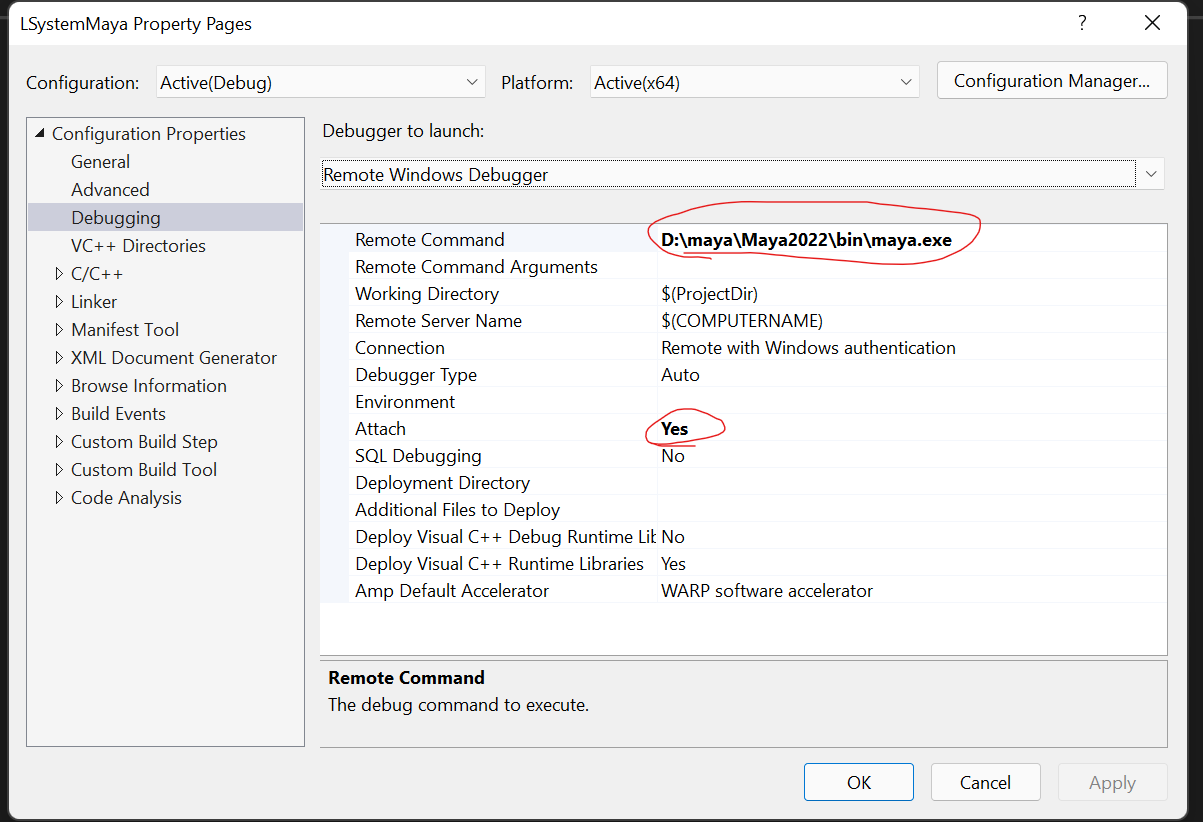 LSystemMaya Property Pages ?
Configuration: Active(Debug) Platform: Active(x64) Configuration Manager...
Configuration Properties
General
Advanced
Debugging
VC++ Directories
C/C++
Linker
Manifest Tool
XML Document Generator
Browse Information
Build Events
Custom Build Step
Custom Build Tool
Code Analysis
Debugger to launch:
Remote Windows Debugger
Remote Command D:\maya\Maya2022\bin\maya.exe
Remote Command Arguments
Working Directory $(ProjectDir)
Remote Server Name $(COMPUTERNAME)
Connection Remote with Windows authentication
Debugger Type Auto
Environment
Attach Yes
SQL Debugging No
Deployment Directory
Additional Files to Deploy
Deploy Visual C++ Debug Runtime Lib No
Deploy Visual C++ Runtime Libraries Yes
Amp Default Accelerator WARP software accelerator
Remote Command
The debug command to execute.
OK Cancel Apply